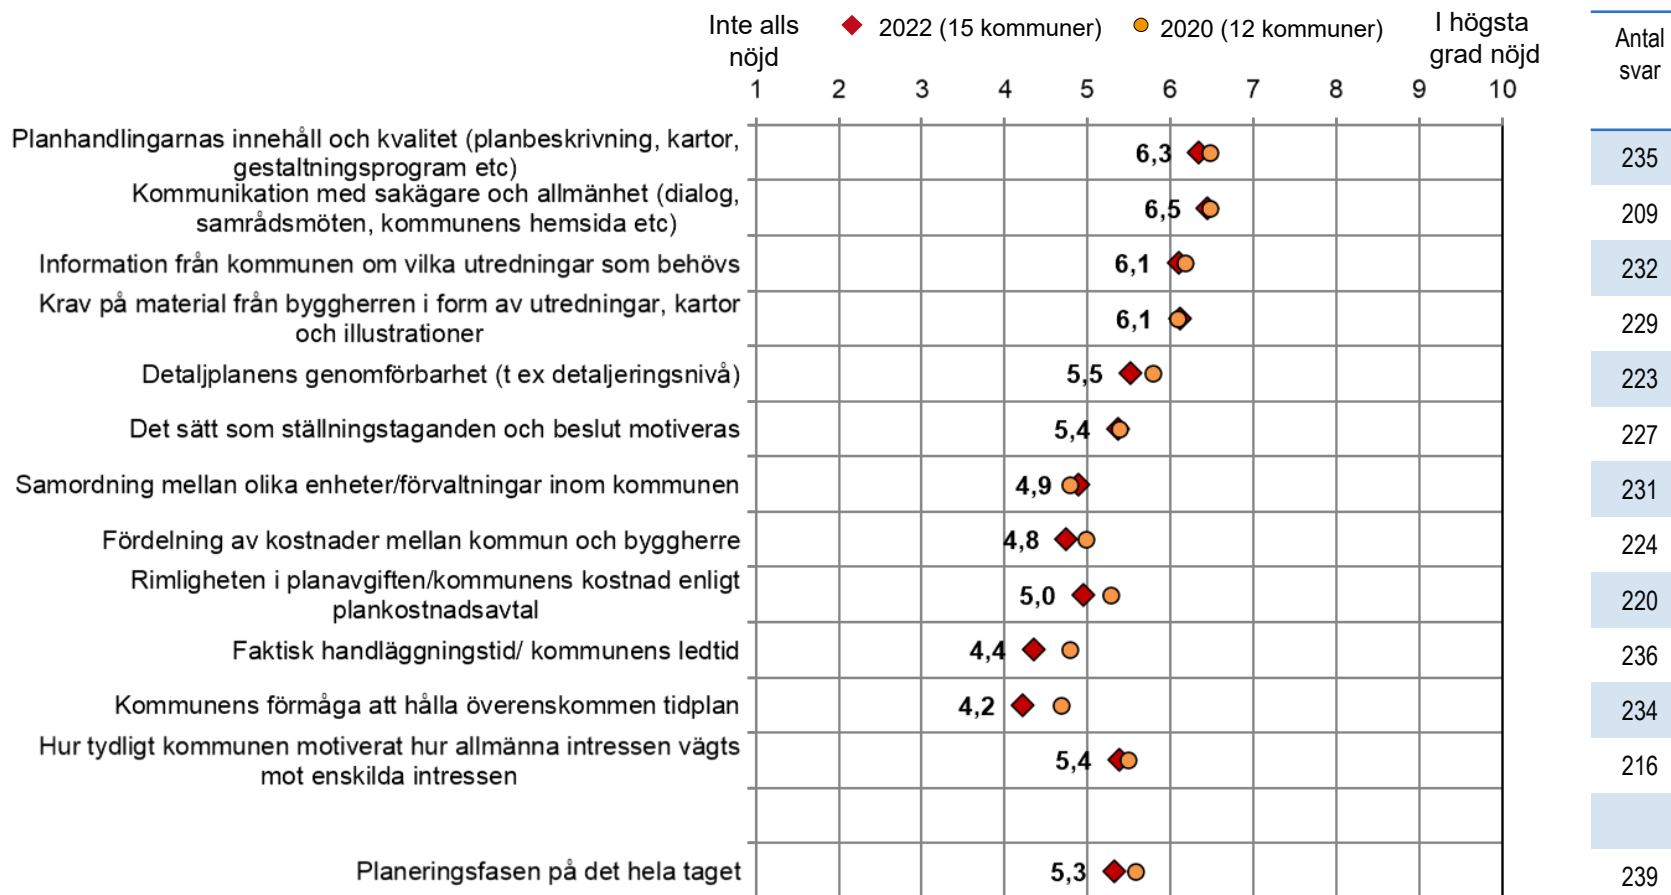 Inte alls
nöjd
2022 (15 kommuner)
2020 (12 kommuner)
I högsta
grad nöjd
Antal
svar
1 2 3 4 5 6 7 8 9 10
Planhandlingarnas innehåll och kvalitet (planbeskrivning, kartor,
gestaltningsprogram etc)
6,3
235
Kommunikation med sakägare och allmänhet (dialog,
samrådsmöten, kommunens hemsida etc)
6,5
209
Information från kommunen om vilka utredningar som behövs
6,1
232
Krav på material från byggherren i form av utredningar, kartor
och illustrationer
6,1
229
Detaljplanens genomförbarhet (t ex detaljeringsnivå)
5,5
223
Det sätt som ställningstaganden och beslut motiveras
5,4
227
Samordning mellan olika enheter/förvaltningar inom kommunen
4,9
231
Fördelning av kostnader mellan kommun och byggherre
4,8
224
Rimligheten i planavgiften/kommunens kostnad enligt
plankostnadsavtal
5,0
220
Faktisk handläggningstid/ kommunens ledtid
4,4
236
Kommunens förmåga att hålla överenskommen tidplan
4,2
234
Hur tydligt kommunen motiverat hur allmänna intressen vägts
mot enskilda intressen
5,4
216
Planeringsfasen på det hela taget
5,3
239